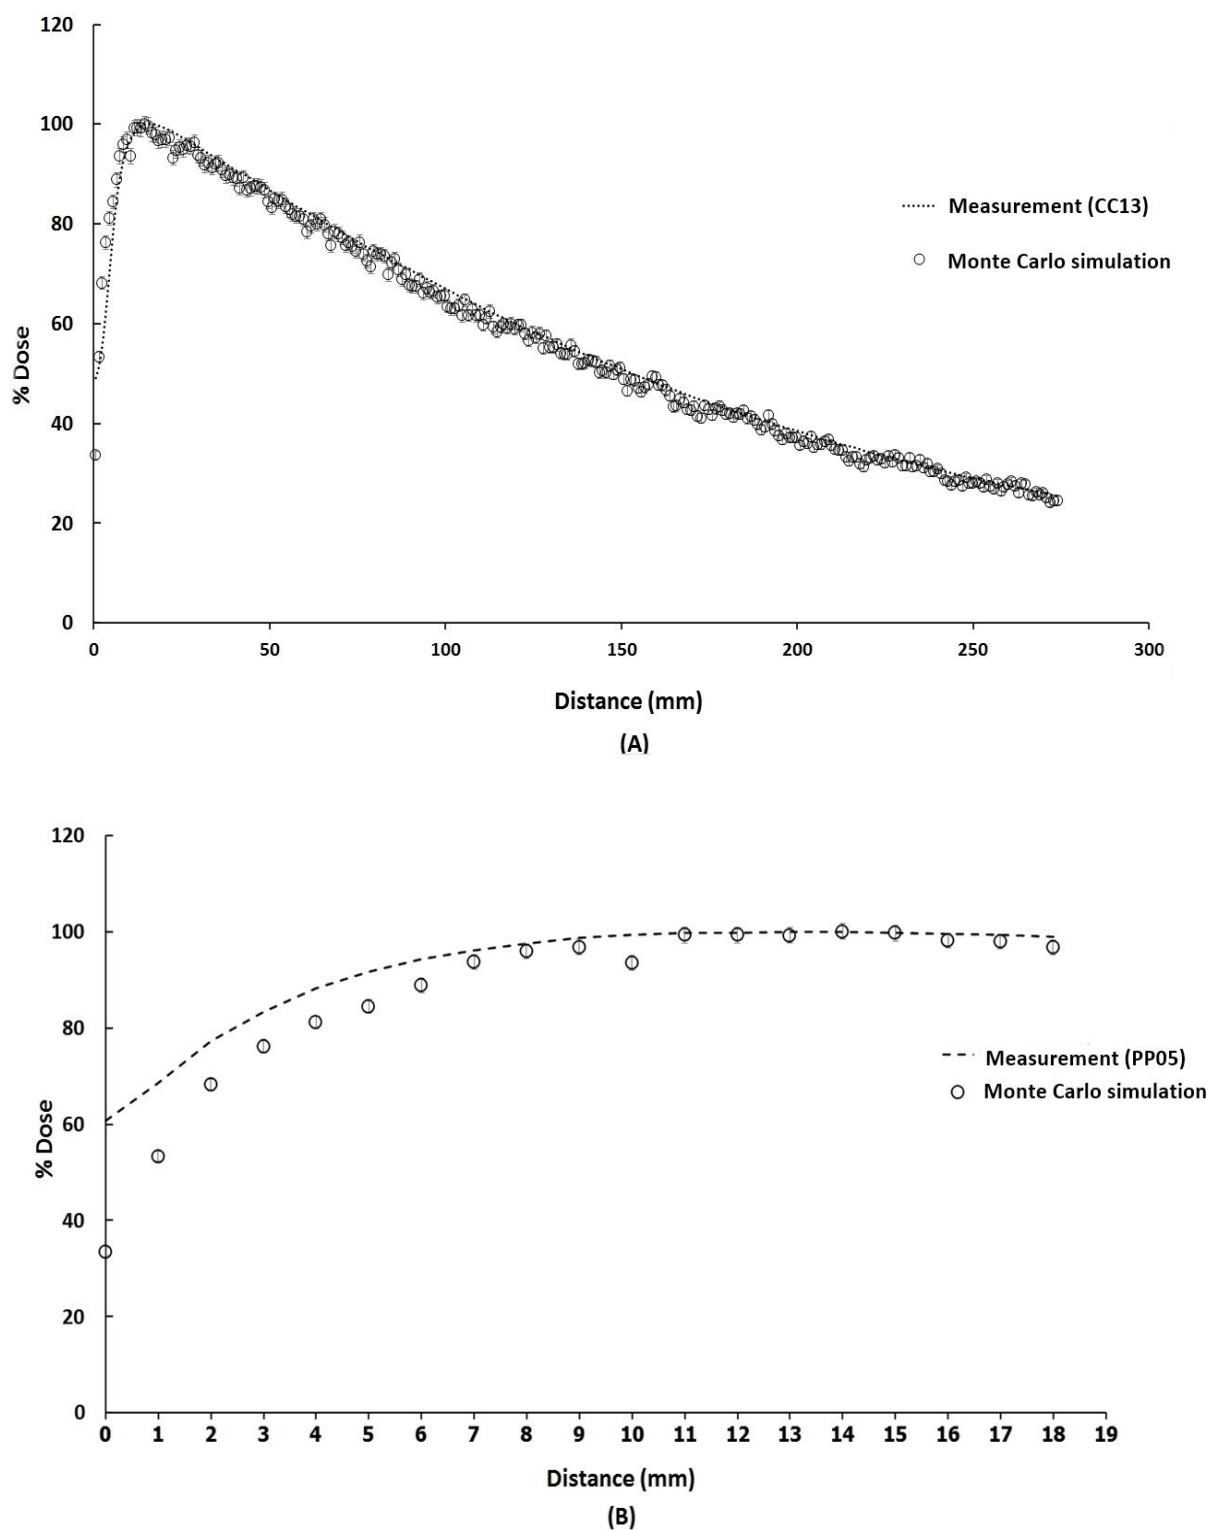 120
100
80
60
40
20
0
% Dose
Measurement (CC13)
Monte Carlo simulation
0 50 100 150 200 250 300
Distance (mm)
(A)
120
100
80
60
40
20
0
% Dose
Measurement (PP05)
Monte Carlo simulation
0 1 2 3 4 5 6 7 8 9 10 11 12 13 14 15 16 17 18 19
Distance (mm)
(B)